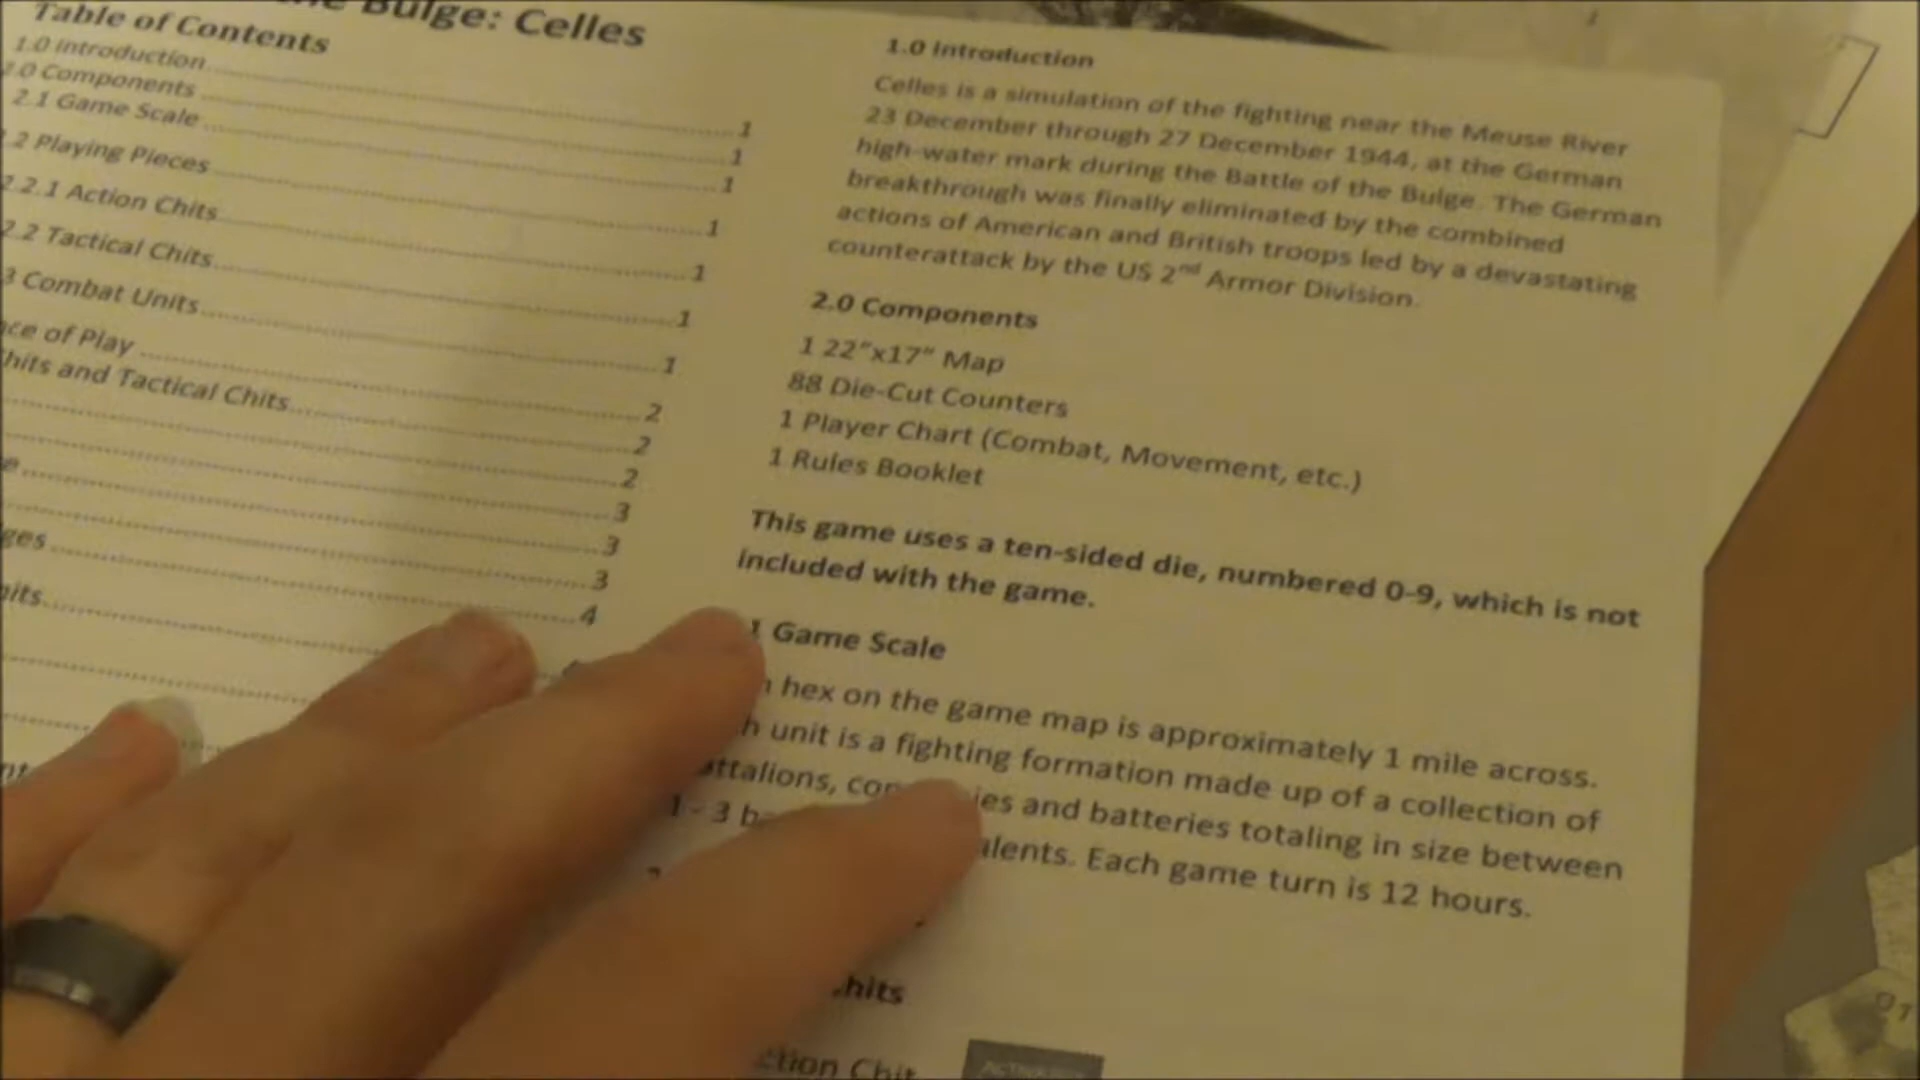 Bulge: Celles
Table of Contents
1.0 Introduction 1
.0 Components 1
2.1 Game Scale 1
.2 Playing Pieces 1
2.2.1 Action Chits 1
2.2 Tactical Chits 1
3 Combat Units 1
ce of Play 2
hits and Tactical Chits 2
2
e 3
3
3
ges 4
1.0 Introduction
Celles is a simulation of the fighting near the Meuse River
23 December through 27 December 1944, at the German
high-water mark during the Battle of the Bulge. The German
breakthrough was finally eliminated by the combined
actions of American and British troops led by a devastating
counterattack by the US 2nd Armor Division.
2.0 Components
1 22"x17" Map
88 Die-Cut Counters
1 Player Chart (Combat, Movement, etc.)
1 Rules Booklet
This game uses a ten-sided die, numbered 0-9, which is not
included with the game.
1 Game Scale
hex on the game map is approximately 1 mile across.
unit is a fighting formation made up of a collection of
attalions, and batteries totaling in size between
1 - 3 alents. Each game turn is 12 hours.
hits
ction Chit